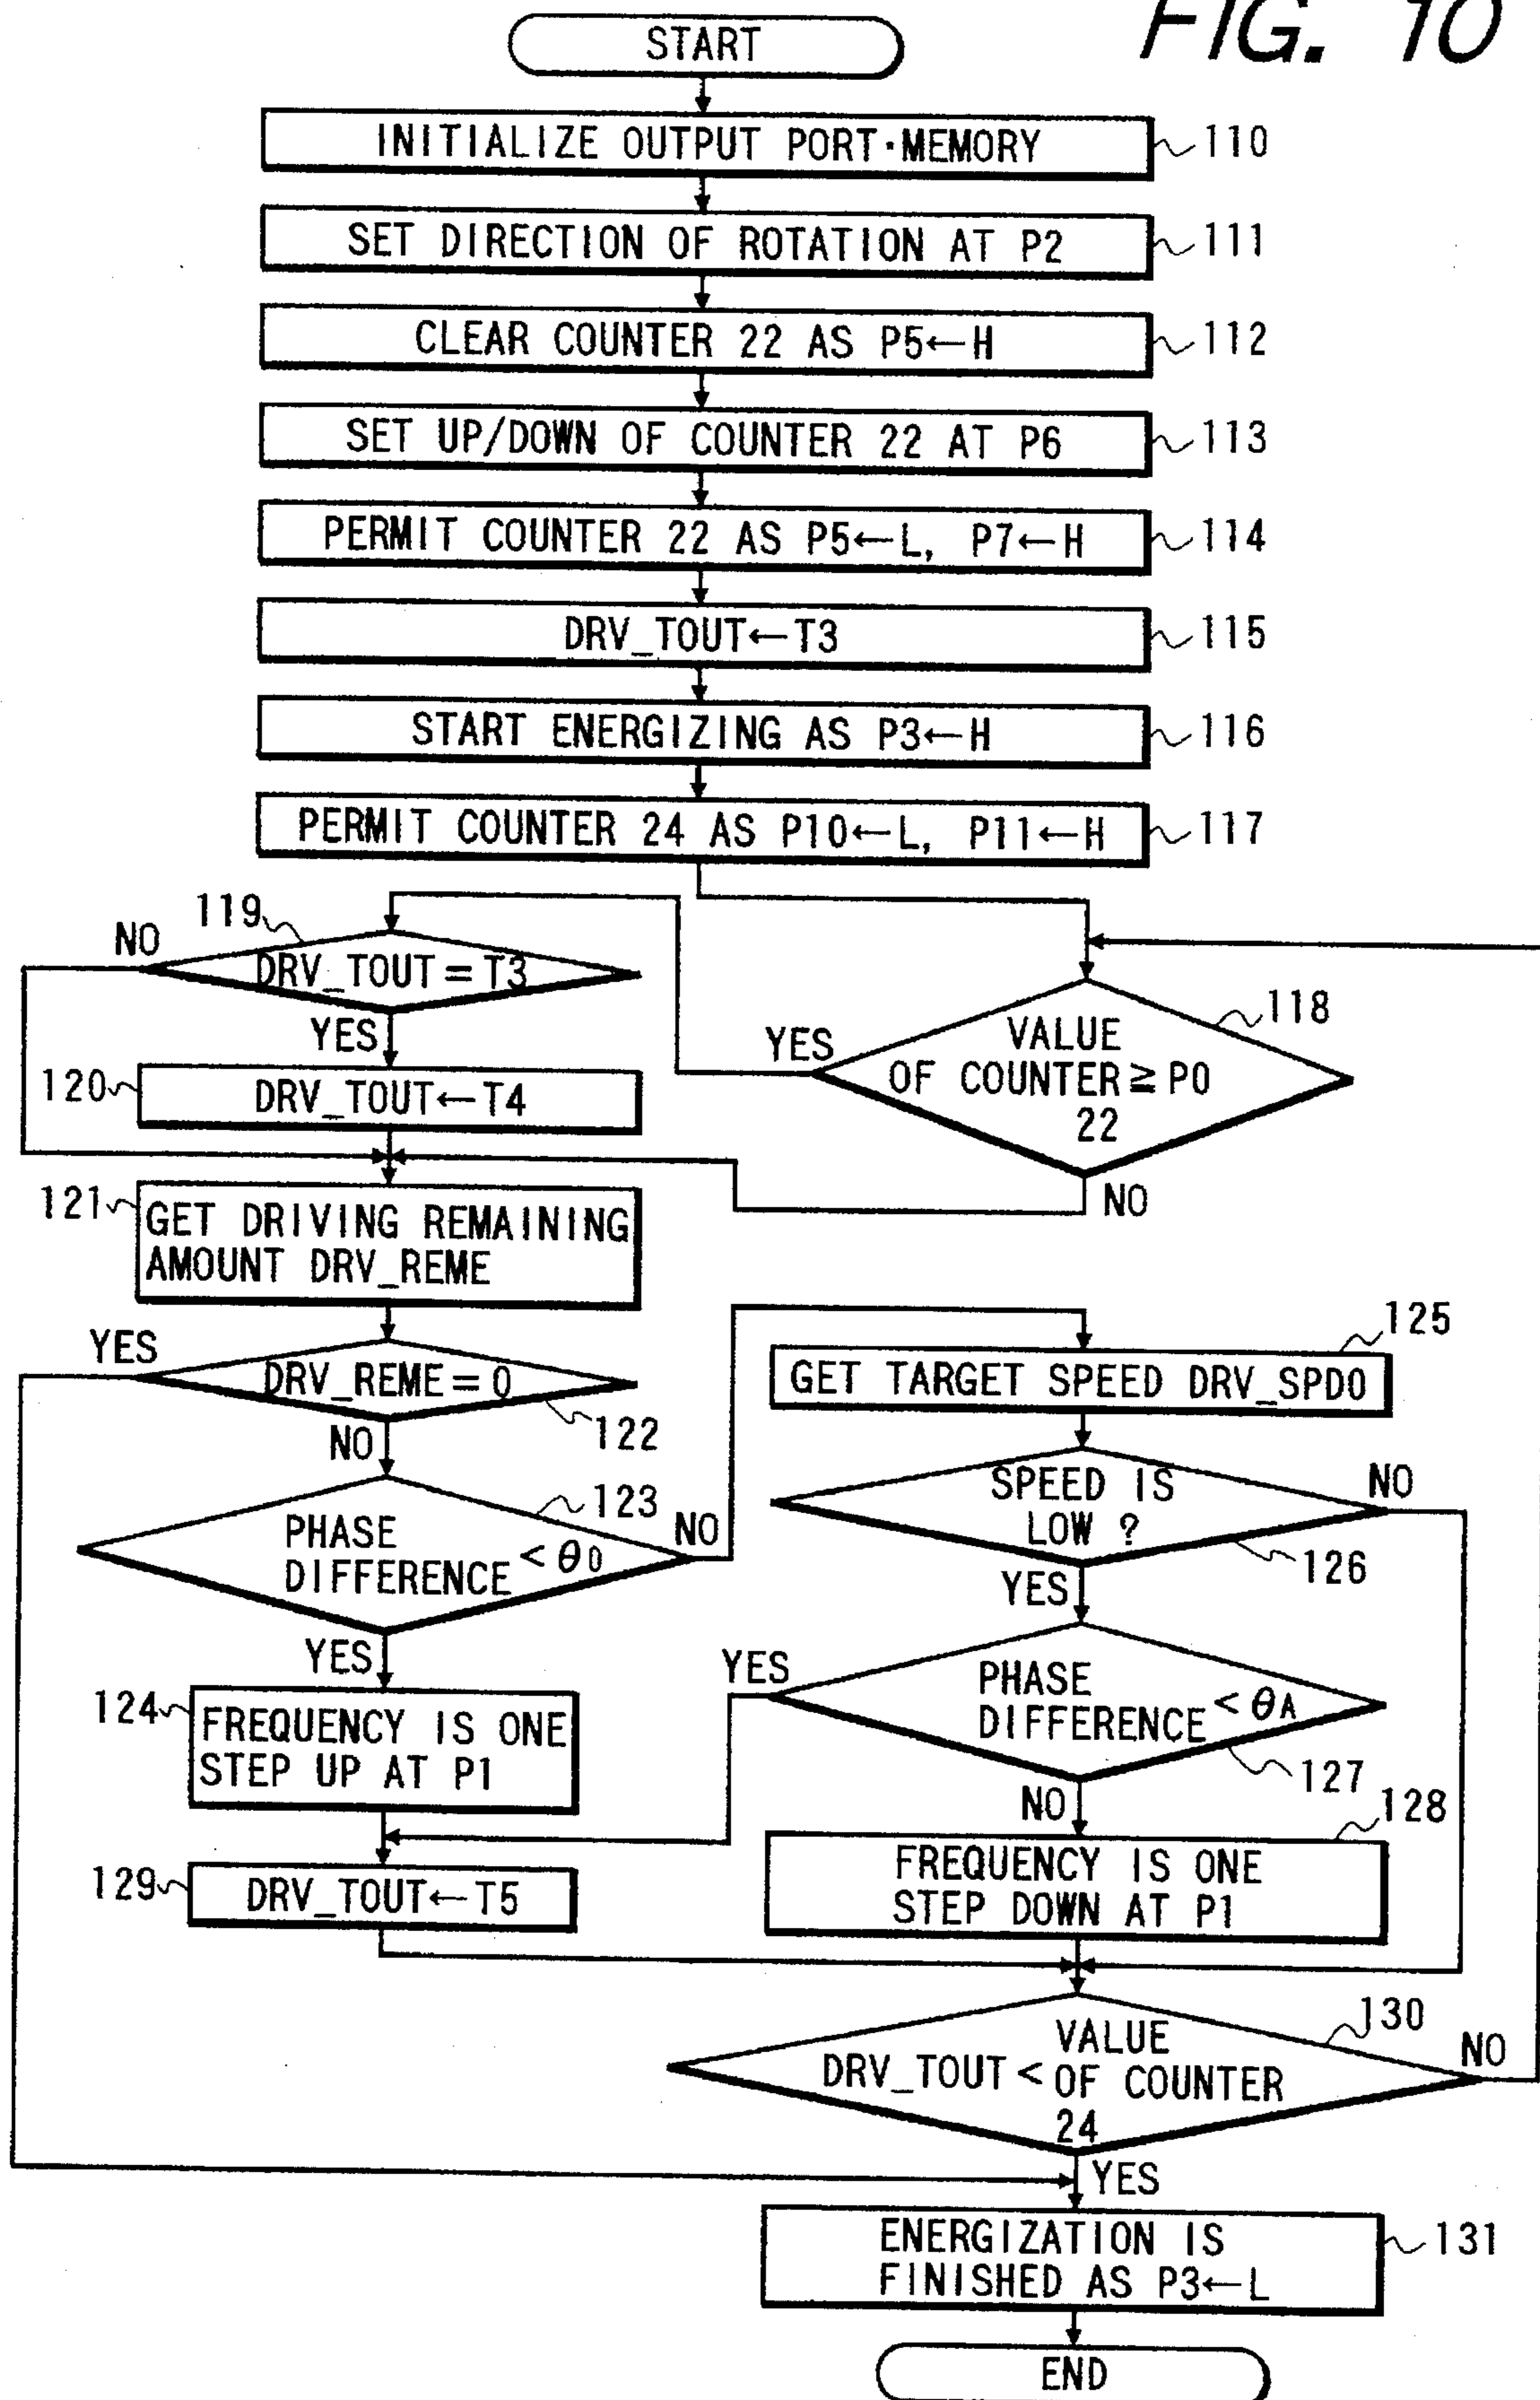 FIG. 10
START
INITIALIZE OUTPUT PORT·MEMORY
110
SET DIRECTION OF ROTATION AT P2
111
CLEAR COUNTER 22 AS P5←H
112
SET UP/DOWN OF COUNTER 22 AT P6
113
PERMIT COUNTER 22 AS P5←L, P7←H
114
DRV_TOUT←T3
115
START ENERGIZING AS P3←H
116
PERMIT COUNTER 24 AS P10←L, P11←H
117
119
NO
DRV_TOUT=T3
YES
118
VALUE
OF COUNTER≧P0
22
YES
NO
120
DRV_TOUT←T4
121
GET DRIVING REMAINING
AMOUNT DRV_REME
YES
DRV_REME=0
122
NO
125
GET TARGET SPEED DRV_SPD0
123
PHASE
DIFFERENCE <θ0
NO
YES
SPEED IS
LOW ?
NO
126
YES
124
FREQUENCY IS ONE
STEP UP AT P1
YES
PHASE
DIFFERENCE <θA
127
NO
128
FREQUENCY IS ONE
STEP DOWN AT P1
129
DRV_TOUT←T5
130
VALUE
DRV_TOUT< OF COUNTER
24
NO
YES
ENERGIZATION IS
FINISHED AS P3←L
131
END